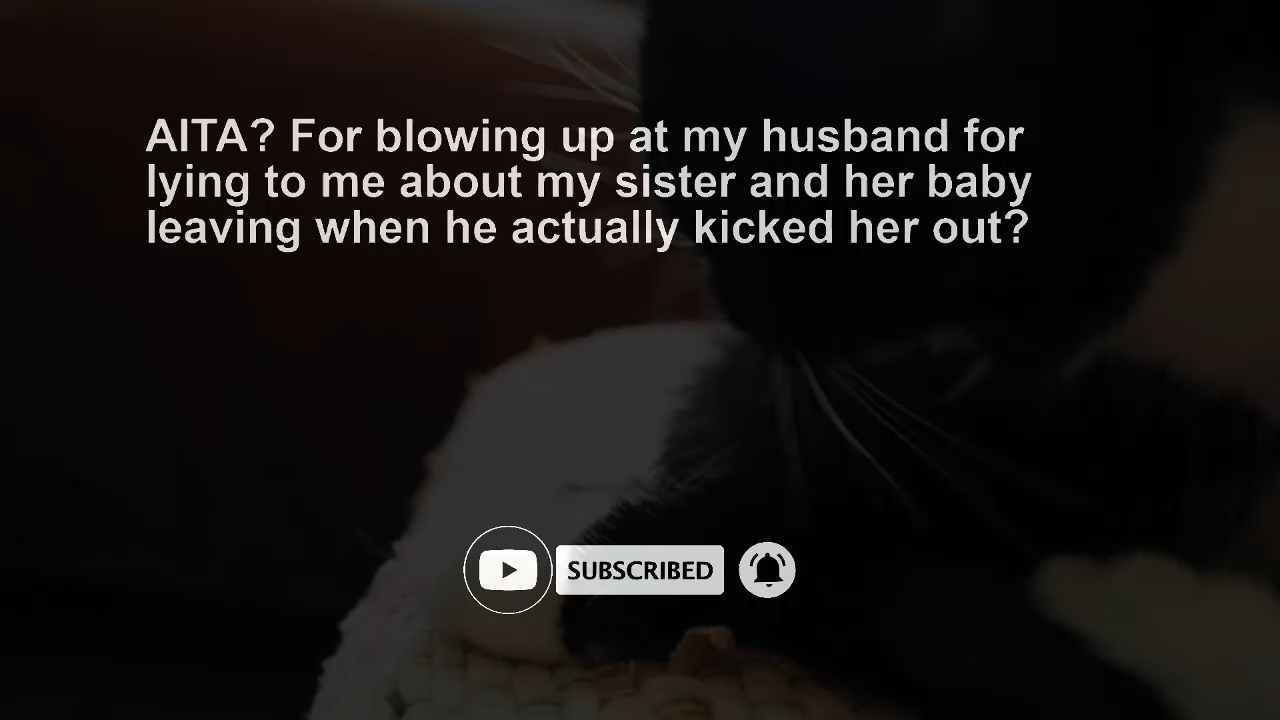 AITA? For blowing up at my husband for
lying to me about my sister and her baby
leaving when he actually kicked her out?
SUBSCRIBED